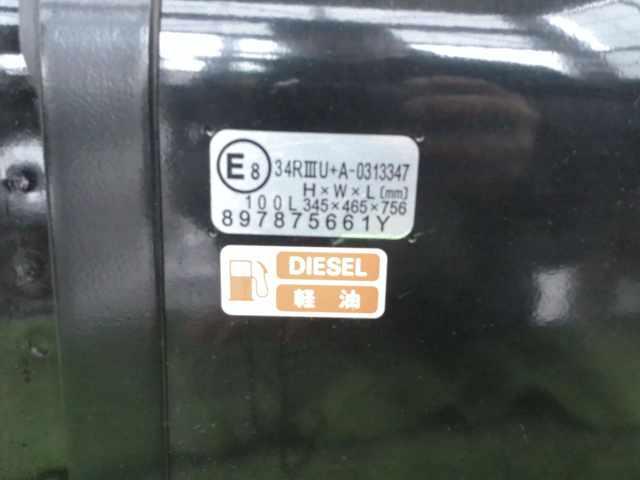 E8 34RⅢU+A-0313347
H×W×L(mm)
100L 345×465×756
897875661Y
DIESEL
軽油